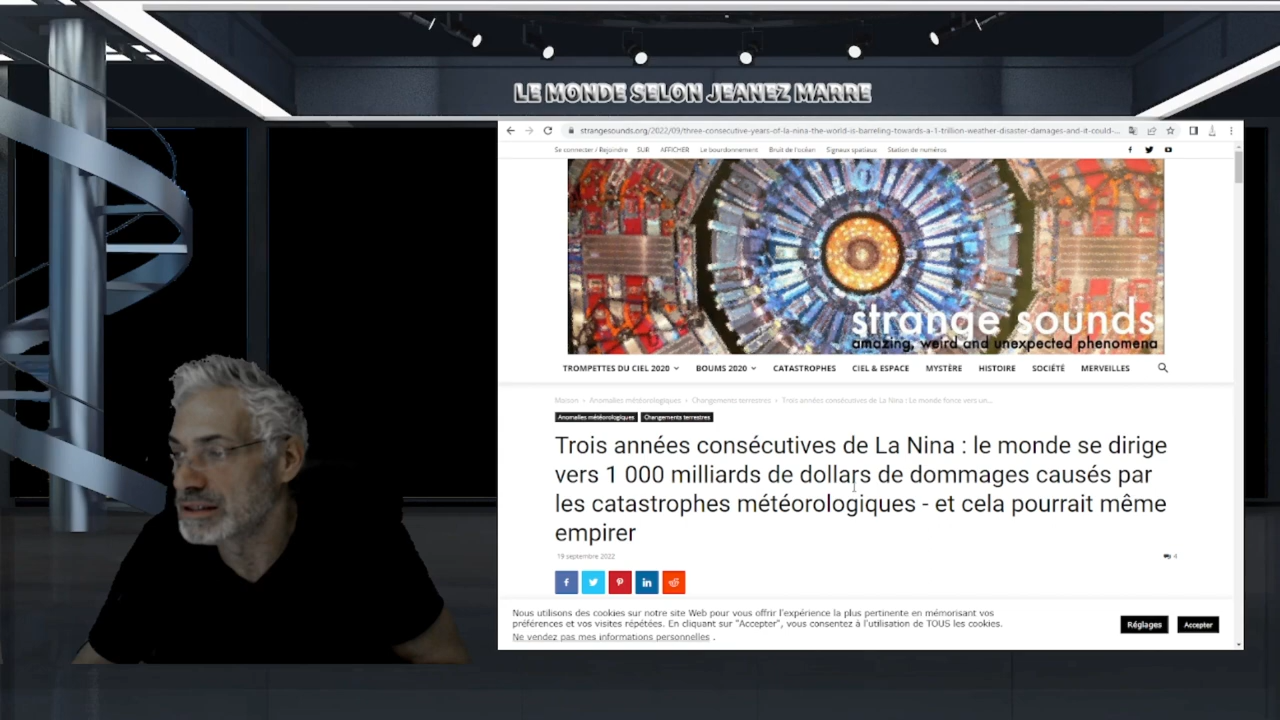 LE MONDE SELON JEANEZ MARRE
strangesounds.org/2022/09/three-consecutive-years-of-la-nina-the-world-is-barreling-towards-a-1-trillion-weather-disaster-damages-and-it-could-...
Se connecter / Rejoindre SUR AFFICHER Le bourdonnement Bruit de l'océan Signaux spatiaux Station de numéros
strange sounds
amazing, weird and unexpected phenomena
TROMPETTES DU CIEL 2020 BOUMS 2020 CATASTROPHES CIEL & ESPACE MYSTÈRE HISTOIRE SOCIÉTÉ MERVEILLES
Maison › Anomalies météorologiques › Changements terrestres › Trois années consécutives de La Nina : Le monde fonce vers un...
Anomalies météorologiques Changements terrestres
Trois années consécutives de La Nina : le monde se dirige
vers 1 000 milliards de dollars de dommages causés par
les catastrophes météorologiques - et cela pourrait même
empirer
19 septembre 2022 4
Nous utilisons des cookies sur notre site Web pour vous offrir l'expérience la plus pertinente en mémorisant vos
préférences et vos visites répétées. En cliquant sur "Accepter", vous consentez à l'utilisation de TOUS les cookies.
Ne vendez pas mes informations personnelles .
Réglages Accepter